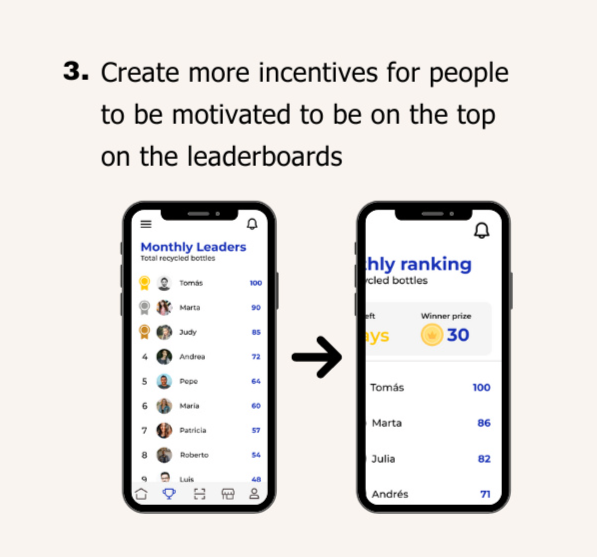 3. Create more incentives for people
to be motivated to be on the top
on the leaderboards
Monthly Leaders
Total recycled bottles
Tomás 100
Marta 90
Judy 85
4 Andrea 72
5 Pepe 64
6 María 60
7 Patricia 57
8 Roberto 54
9 Luis 48
hly ranking
ycled bottles
eft Winner prize
ays 30
Tomás 100
Marta 86
Julia 82
Andrés 71